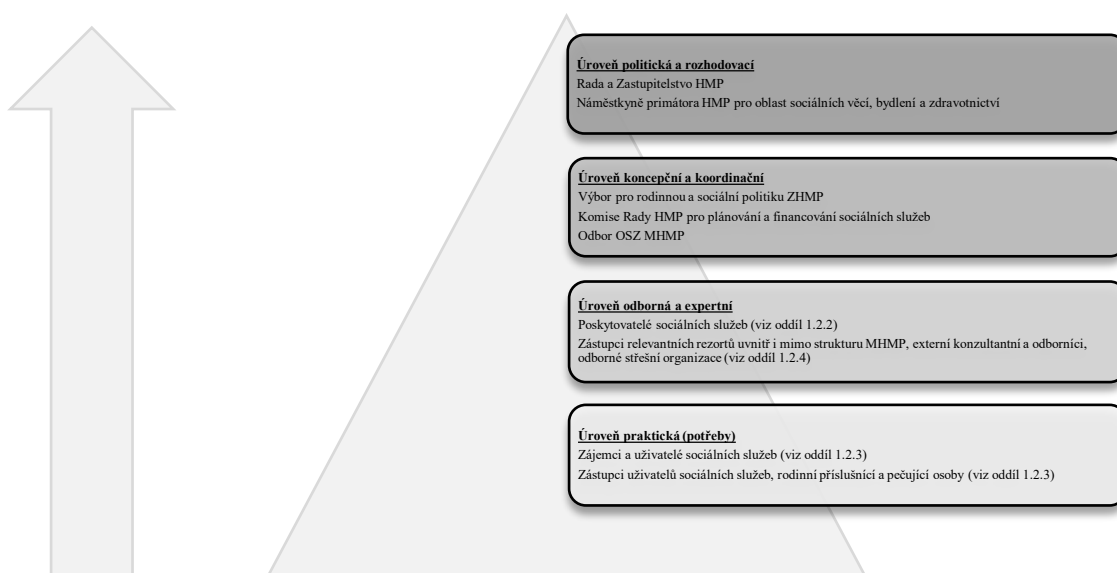 Úroveň politická a rozhodovací
Rada a Zastupitelstvo HMP
Náměstkyně primátora HMP pro oblast sociálních věcí, bydlení a zdravotnictví
Úroveň koncepční a koordinační
Výbor pro rodinnou a sociální politiku ZHMP
Komise Rady HMP pro plánování a financování sociálních služeb
Odbor OSZ MHMP
Úroveň odborná a expertní
Poskytovatelé sociálních služeb (viz oddíl 1.2.2)
Zástupci relevantních rezortů uvnitř i mimo strukturu MHMP, externí konzultantní a odborníci,
odborné střešní organizace (viz oddíl 1.2.4)
Úroveň praktická (potřeby)
Zájemci a uživatelé sociálních služeb (viz oddíl 1.2.3)
Zástupci uživatelů sociálních služeb, rodinní příslušnící a pečující osoby (viz oddíl 1.2.3)